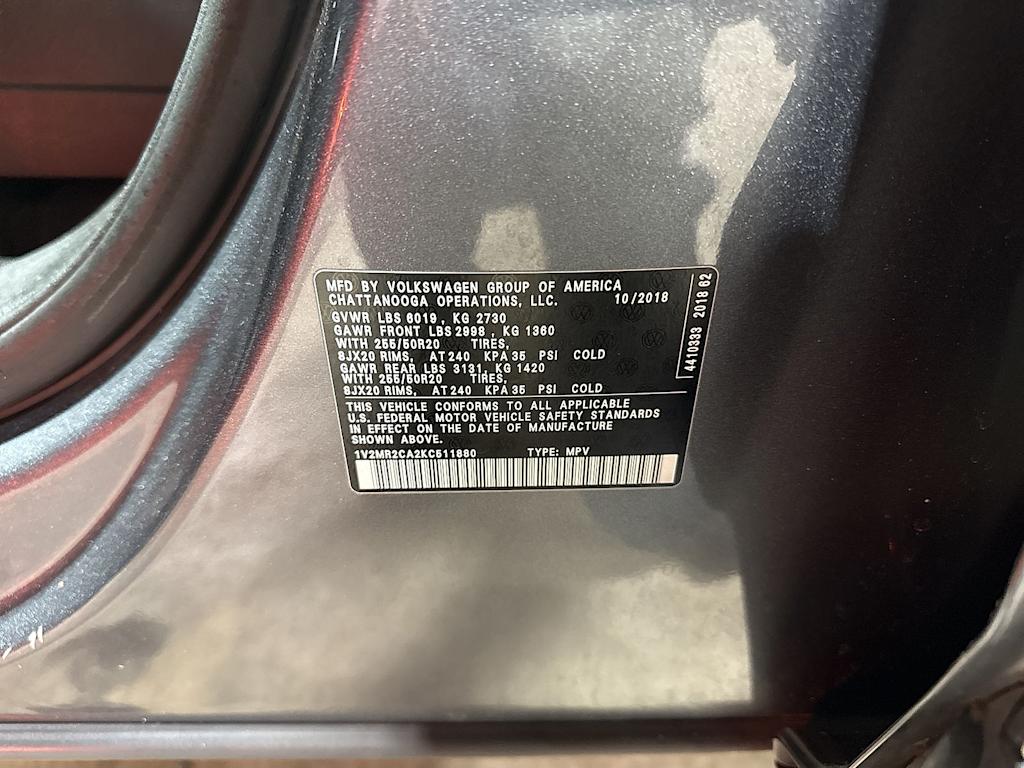 MFD BY VOLKSWAGEN GROUP OF AMERICA
CHATTANOOGA OPERATIONS, LLC. 10/2018
GVWR LBS 6019 , KG 2730
GAWR FRONT LBS 2998 , KG 1360
WITH 255/50R20 TIRES,
8JX20 RIMS, AT 240 KPA 35 PSI COLD
GAWR REAR LBS 3131, KG 1420
WITH 255/50R20 TIRES,
8JX20 RIMS, AT 240 KPA 35 PSI COLD
THIS VEHICLE CONFORMS TO ALL APPLICABLE
U.S. FEDERAL MOTOR VEHICLE SAFETY STANDARDS
IN EFFECT ON THE DATE OF MANUFACTURE
SHOWN ABOVE.
1V2MR2CA2KC511880 TYPE: MPV
4410333 2018 62